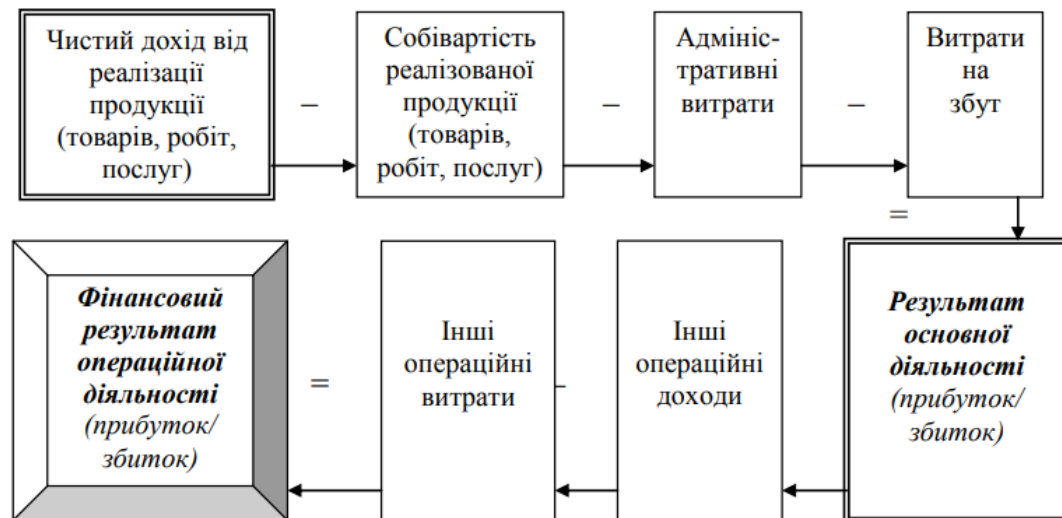 Чистий дохід від
реалізації
продукції
(товарів, робіт,
послуг)
–
Собівартість
реалізованої
продукції
(товарів,
робіт, послуг)
–
Адмініс-
тративні
витрати
–
Витрати
на
збут
=
Результат
основної
діяльності
(прибуток/
збиток)
Інші
операційні
доходи
–
Інші
операційні
витрати
=
Фінансовий
результат
операційної
діяльності
(прибуток/
збиток)